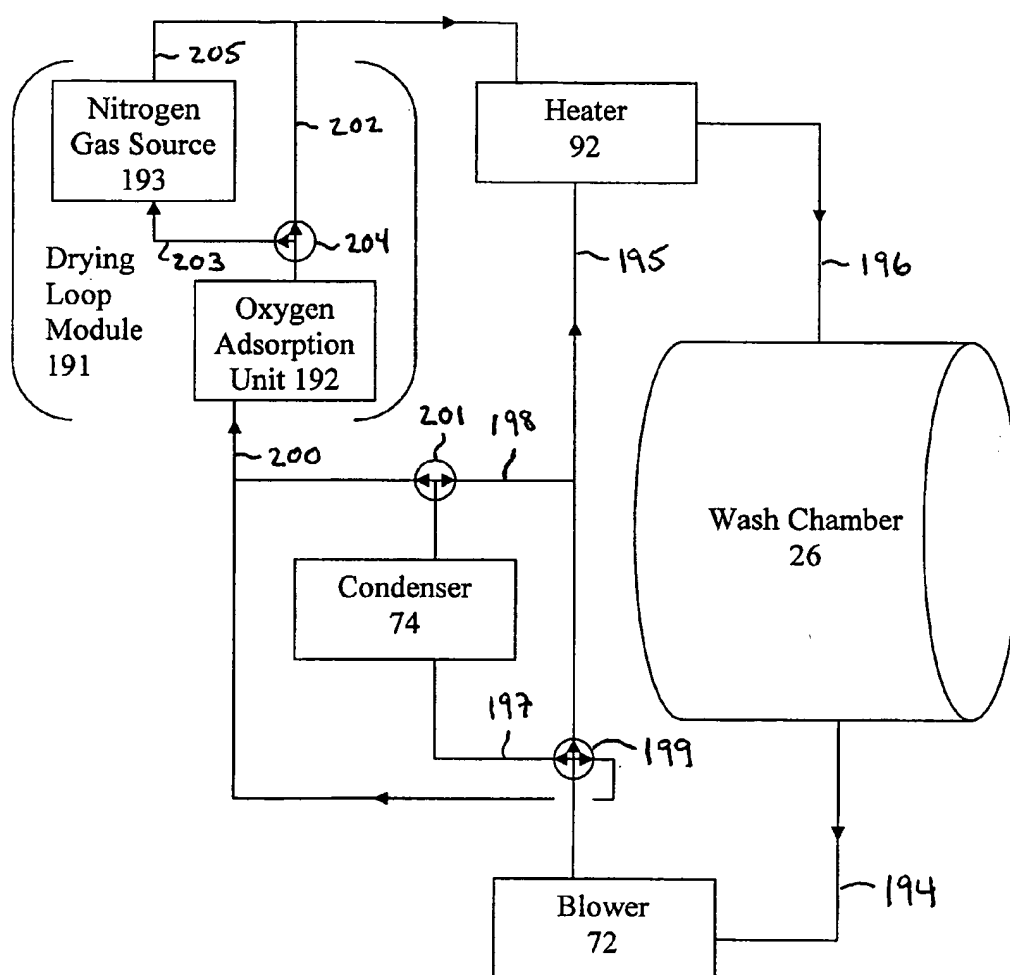 205
Nitrogen
Gas Source
193
202
Heater
92
204
203
195
196
Drying
Loop
Module
191
Oxygen
Adsorption
Unit 192
201
198
200
Wash Chamber
26
Condenser
74
197
199
194
Blower
72